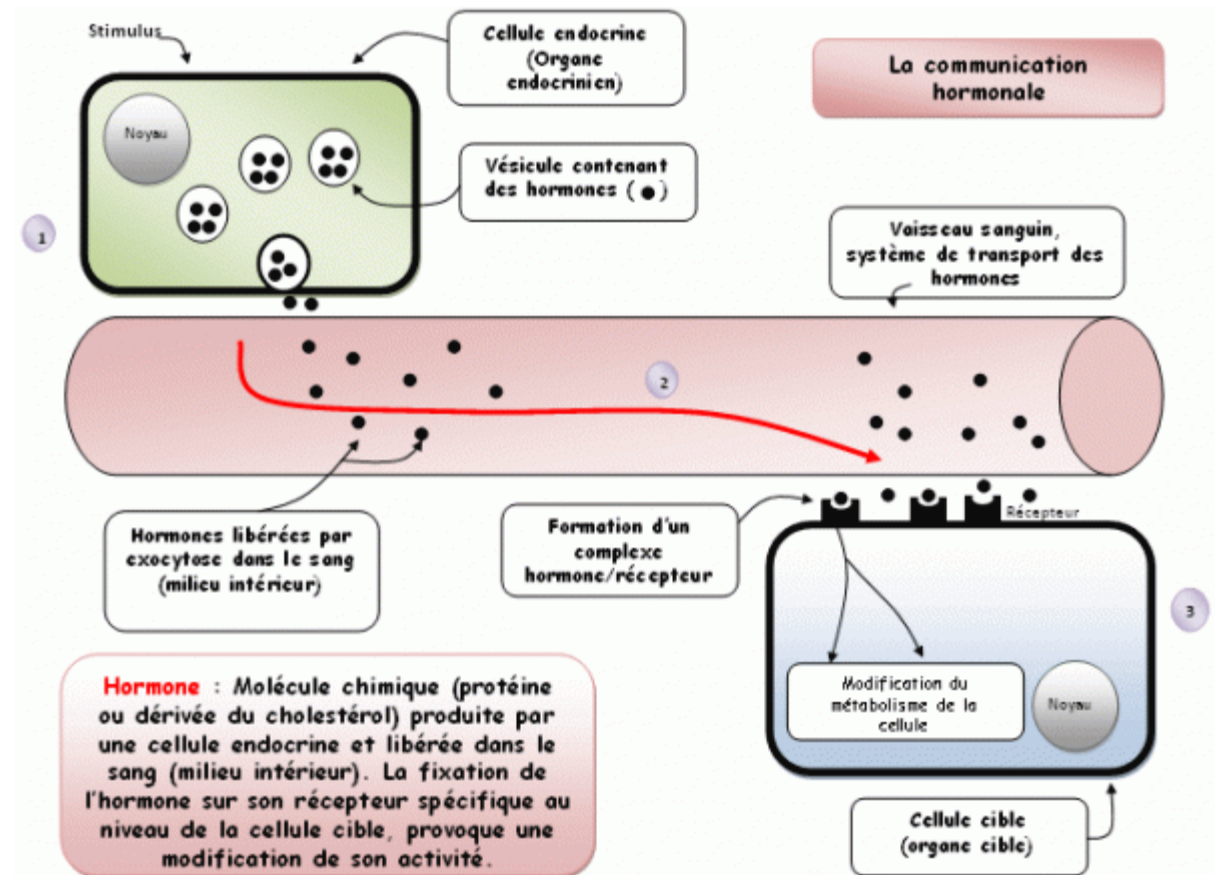 Stimulus
Cellule endocrine
(Organe
endocrinien)
La communication
hormonale
Noyau
Vésicule contenant
des hormones ( ● )
1
Vaisseau sanguin,
système de transport des
hormones
2
Hormones libérées par
exocytose dans le sang
(milieu intérieur)
Formation d'un
complexe
hormone/récepteur
Récepteur
3
Modification du
métabolisme de la
cellule
Noyau
Hormone : Molécule chimique (protéine
ou dérivée du cholestérol) produite par
une cellule endocrine et libérée dans le
sang (milieu intérieur). La fixation de
l'hormone sur son récepteur spécifique au
niveau de la cellule cible, provoque une
modification de son activité.
Cellule cible
(organe cible)